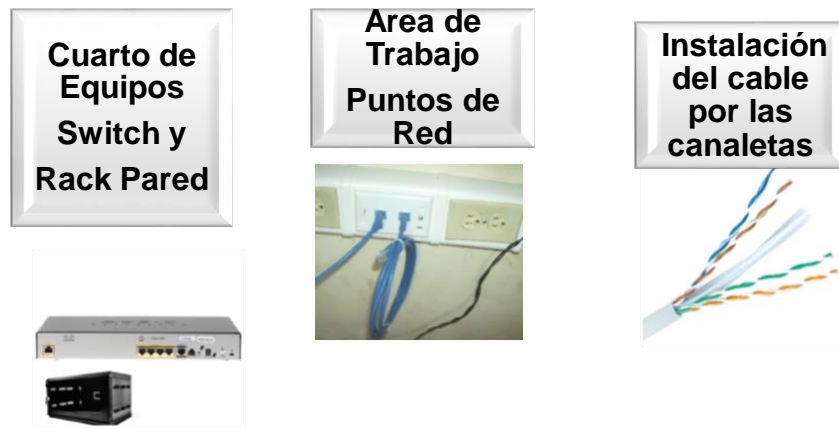 Cuarto de
Equipos
Switch y
Rack Pared
Area de
Trabajo
Puntos de
Red
Instalación
del cable
por las
canaletas